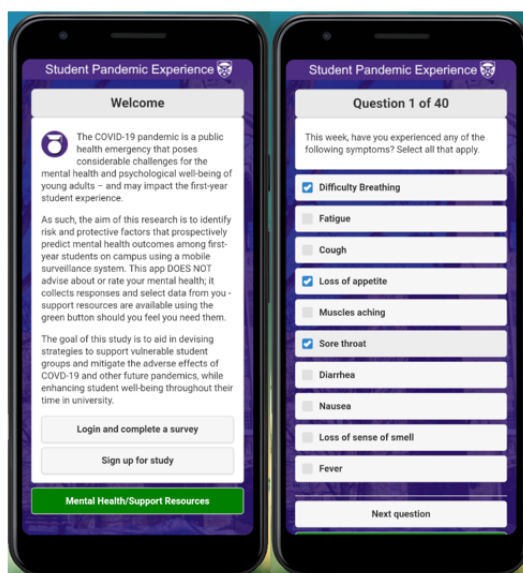 Student Pandemic Experience
Welcome
The COVID-19 pandemic is a public
health emergency that poses
considerable challenges for the
mental health and psychological well-being of
young adults – and may impact the first-year
student experience.
As such, the aim of this research is to identify
risk and protective factors that prospectively
predict mental health outcomes among first-
year students on campus using a mobile
surveillance system. This app DOES NOT
advise about or rate your mental health; it
collects responses and select data from you -
support resources are available using the
green button should you feel you need them.
The goal of this study is to aid in devising
strategies to support vulnerable student
groups and mitigate the adverse effects of
COVD-19 and other future pandemics, while
enhancing student well-being throughout their
time in university.
Login and complete a survey
Sign up for study
Mental Health/Support Resources
Student Pandemic Experience
Question 1 of 40
This week, have you experienced any of the
following symptoms? Select all that apply.
Difficulty Breathing
Fatigue
Cough
Loss of appetite
Muscles aching
Sore throat
Diarrhea
Nausea
Loss of sense of smell
Fever
Next question